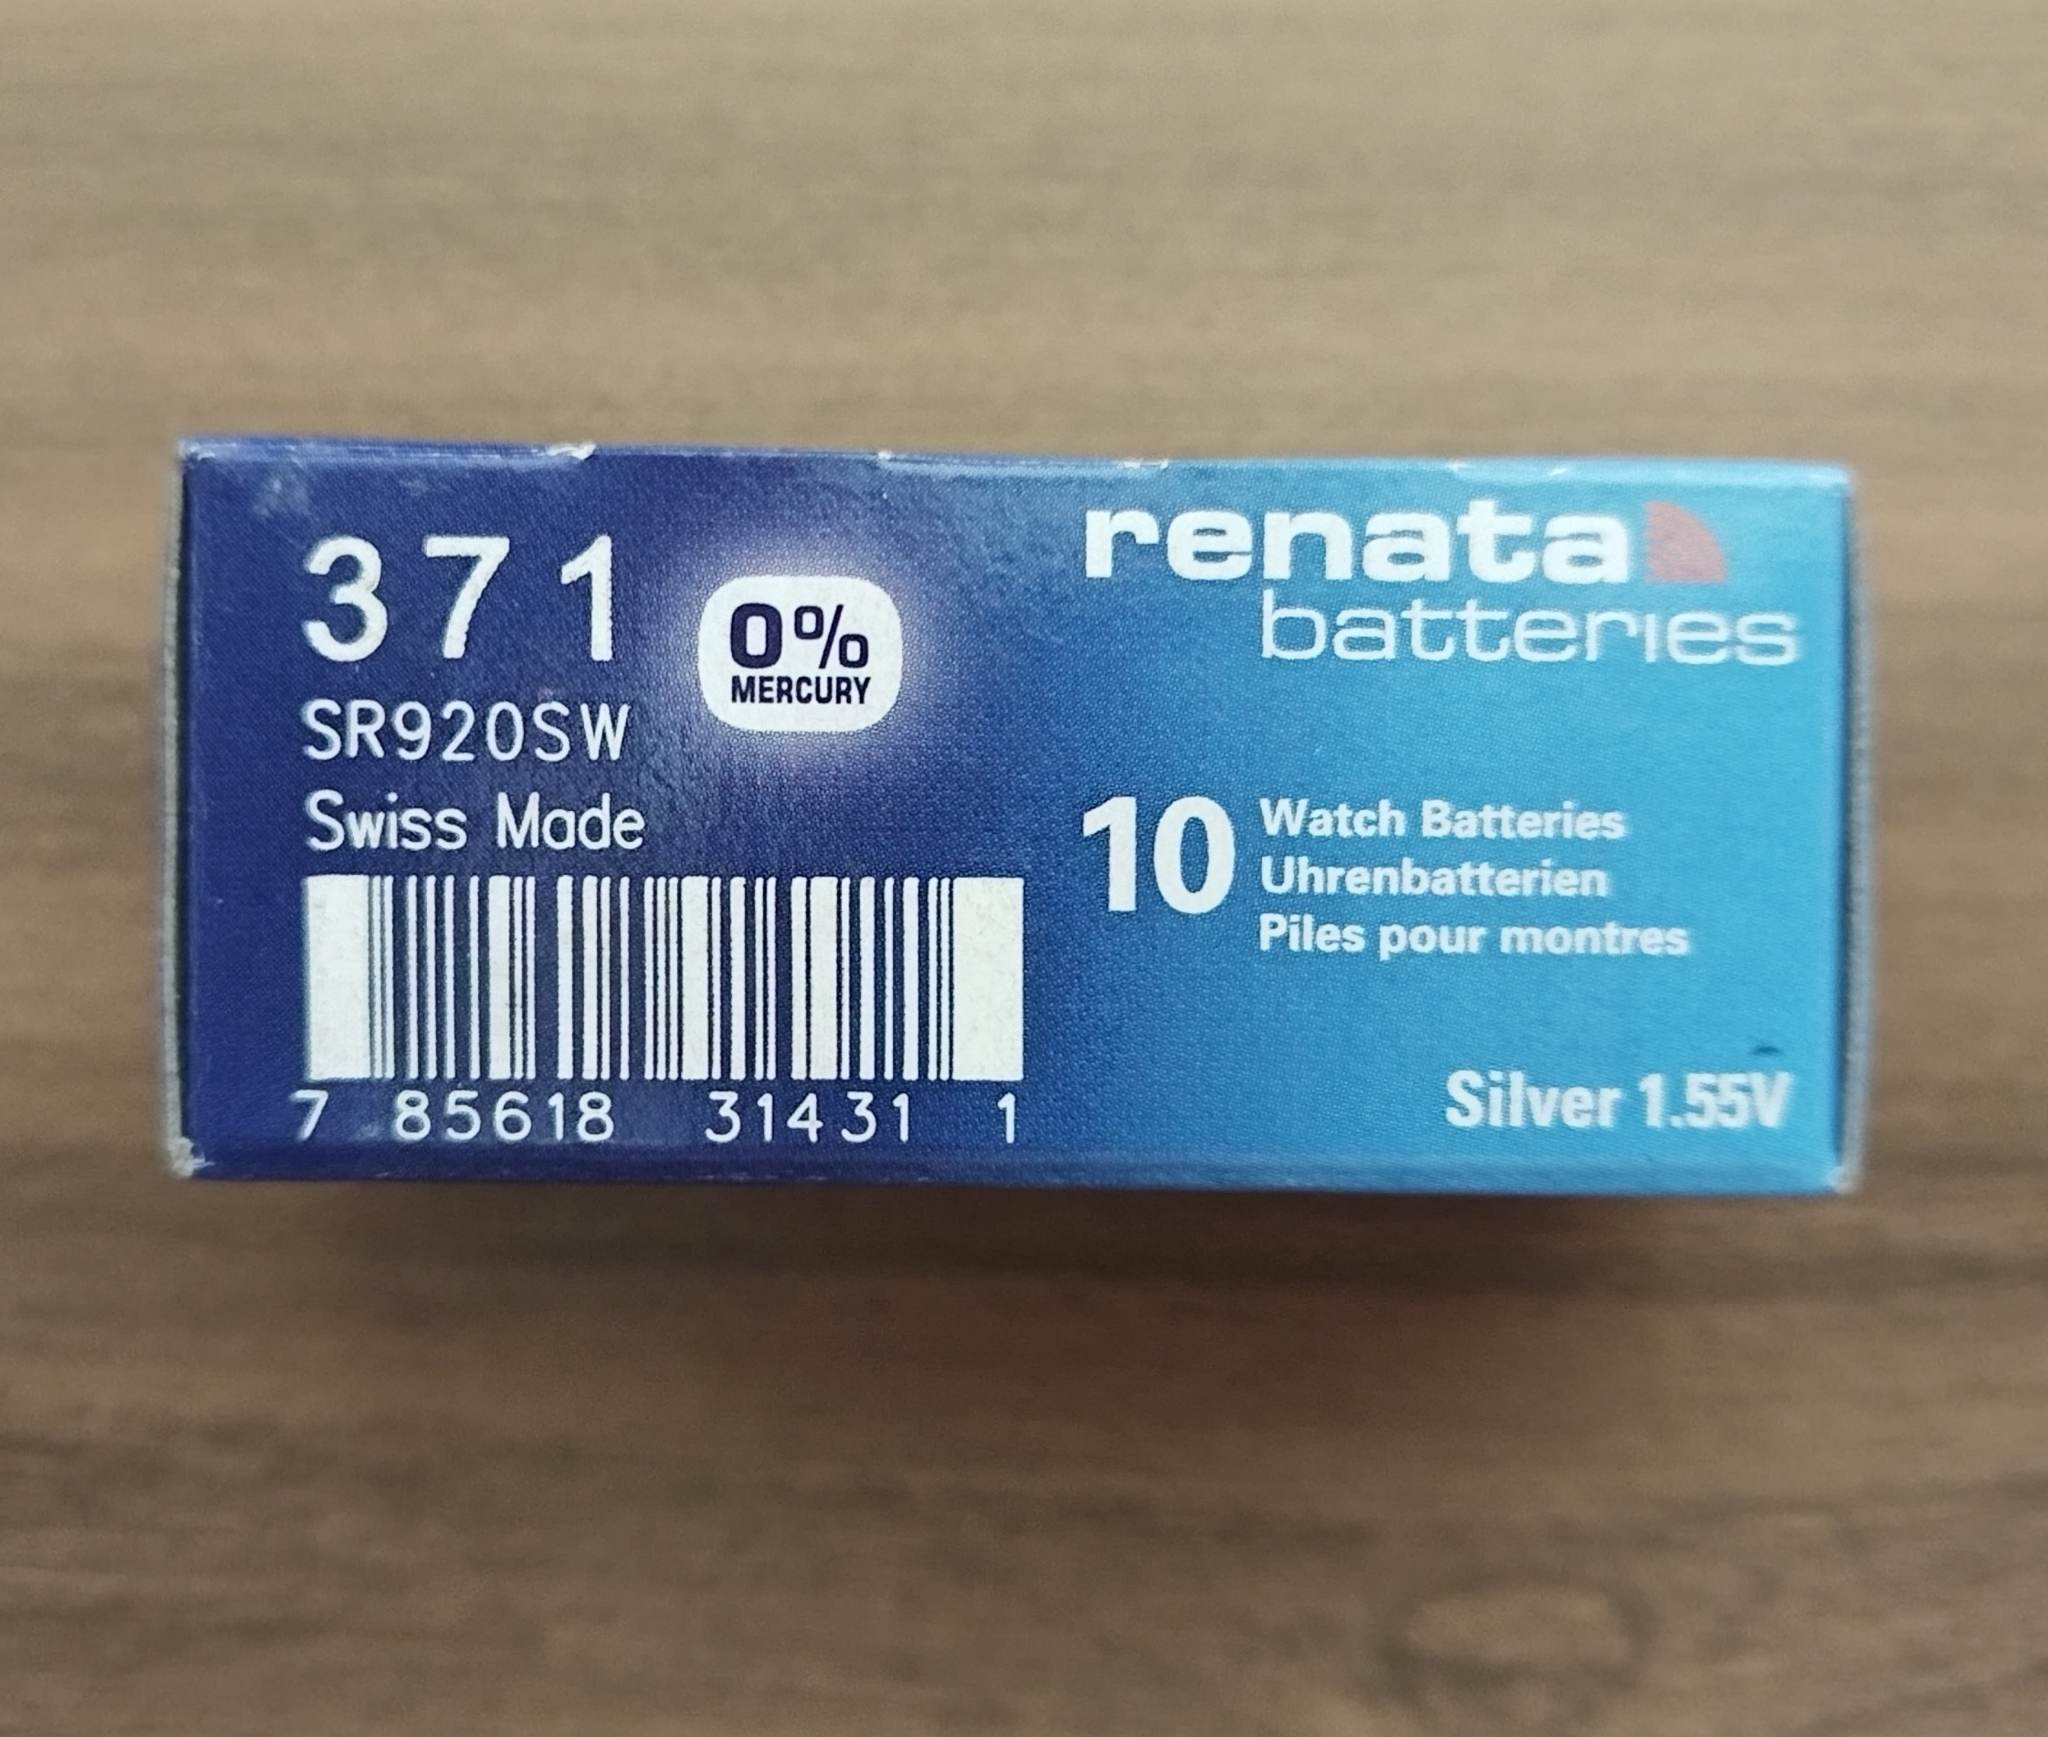 371
SR920SW
Swiss Made
0%
MERCURY
7 85618 31431 1
renata
batteries
10
Watch Batteries
Uhrenbatterien
Piles pour montres
Silver 1.55V